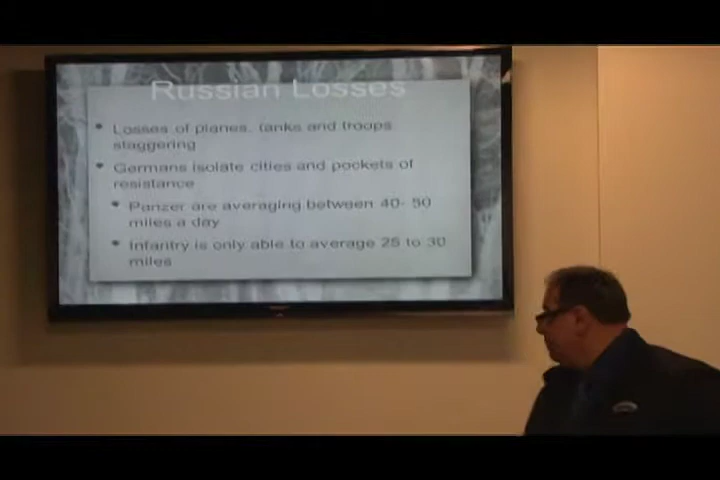 Russian Losses
• Losses of planes, tanks and troops
staggering
• Germans isolate cities and pockets of
resistance
• Panzer are averaging between 40- 50
miles a day
• Infantry is only able to average 25 to 30
miles